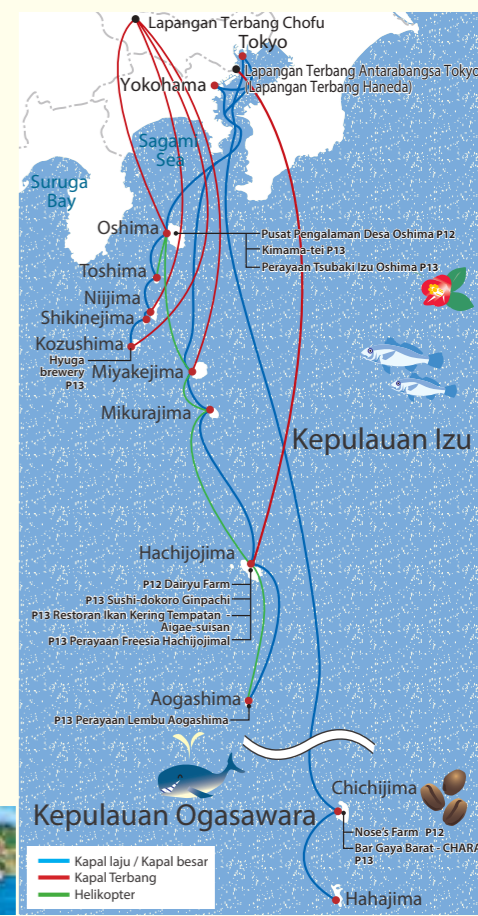 Lapangan Terbang Chofu
Tokyo
Lapangan Terbang Antarabangsa Tokyo
(Lapangan Terbang Haneda)
Yokohama
Sagami
Sea
Suruga
Bay
Oshima
Pusat Pengalaman Desa Oshima P12
Kimama-tei P13
Perayaan Tsubaki Izu Oshima P13
Toshima
Niijima
Shikinejima
Kozushima
Hyuga
brewery
P13
Miyakejima
Mikurajima
Kepulauan Izu
Hachijojima
P12 Dairyu Farm
P13 Sushi-dokoro Ginpachi
P13 Restoran Ikan Kering Tempatan -
Aigae-suisan
P13 Perayaan Freesia Hachijojimal
Aogashima
P13 Perayaan Lembu Aogashima
Chichijima
Kepulauan Ogasawara
Nose's Farm P12
Bar Gaya Barat - CHARA
P13
Kapal laju / Kapal besar
Kapal Terbang
Helikopter
Hahajima